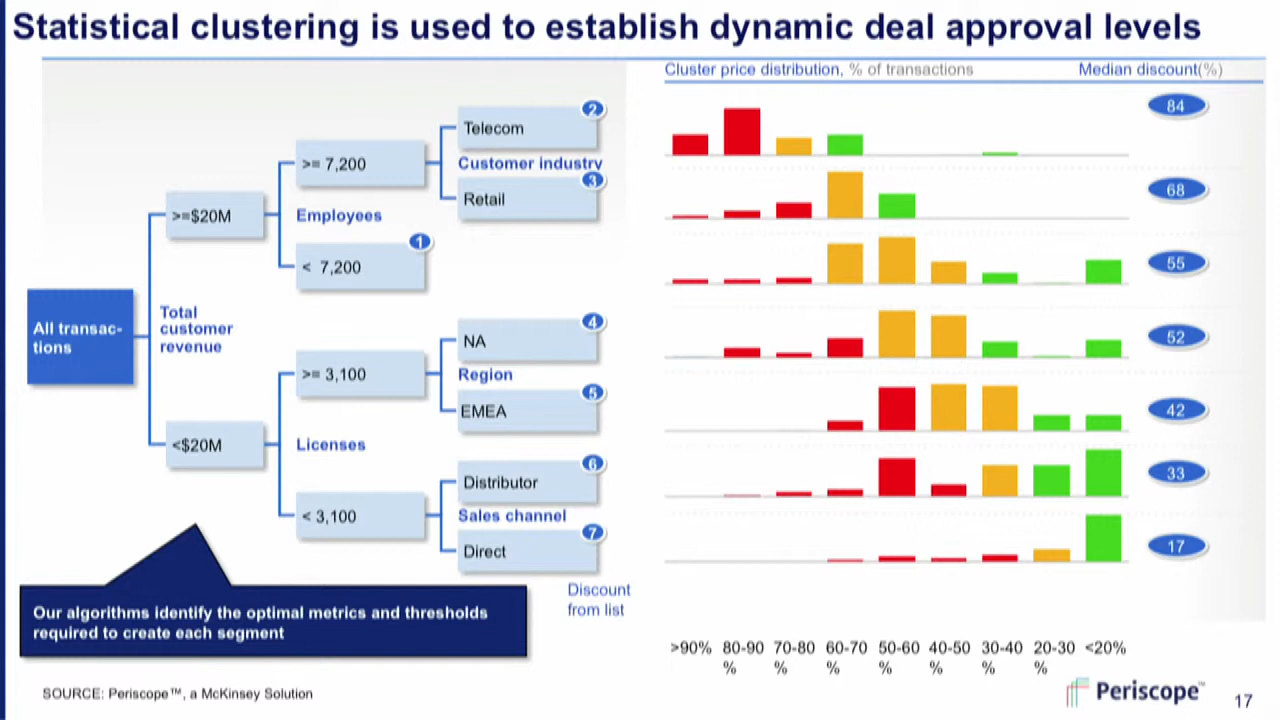 Statistical clustering is used to establish dynamic deal approval levels
Cluster price distribution, % of transactions
Median discount(%)
All transac-
tions
Total
customer
revenue
>=$20M
<$20M
Employees
>= 7,200
< 7,200
1
Licenses
>= 3,100
< 3,100
Telecom
2
Customer industry
Retail
3
NA
4
Region
EMEA
5
Distributor
6
Sales channel
Direct
7
84
68
55
52
42
33
17
Our algorithms identify the optimal metrics and thresholds
required to create each segment
Discount
from list
>90% 80-90 70-80 60-70 50-60 40-50 30-40 20-30 <20%
% % % % % % %
SOURCE: Periscope™, a McKinsey Solution
Periscope™
17